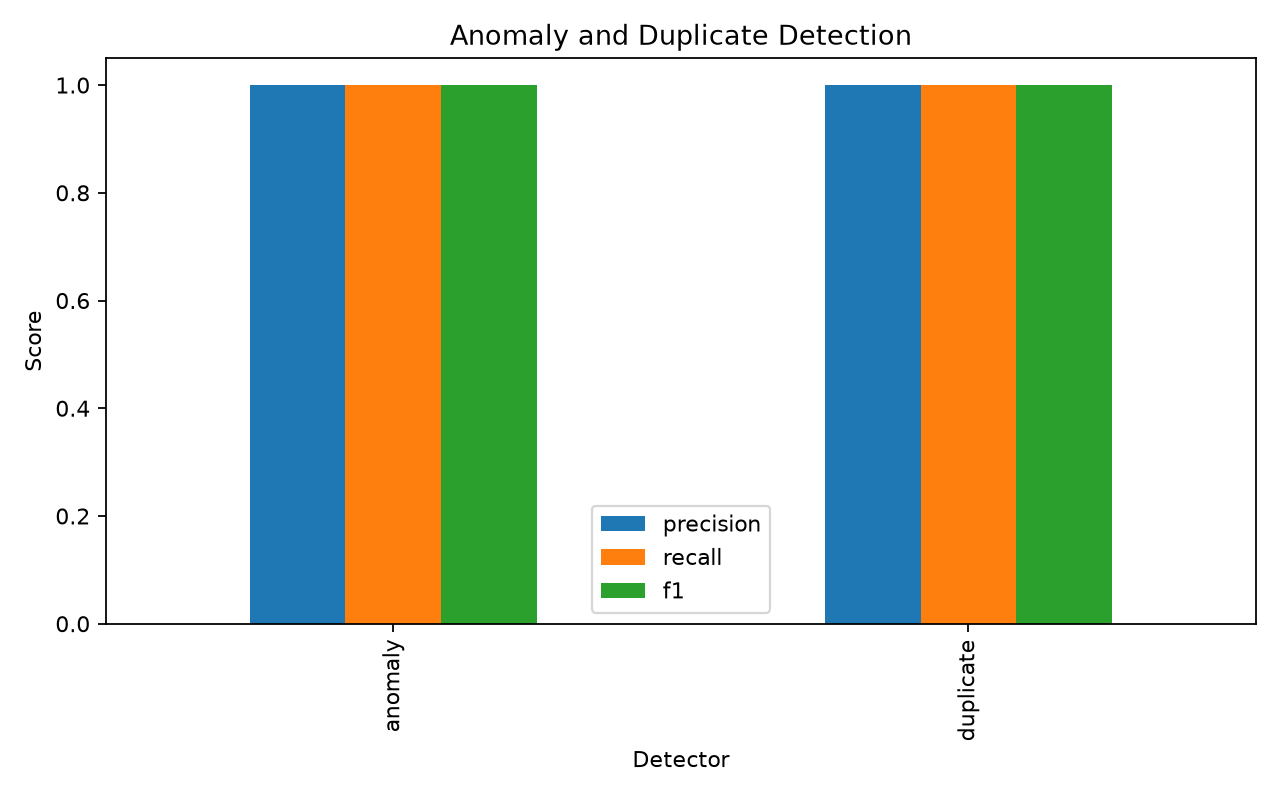 Anomaly and Duplicate Detection
1.0
0.8
0.6
0.4
0.2
0.0
Score
precision
recall
f1
anomaly
duplicate
Detector